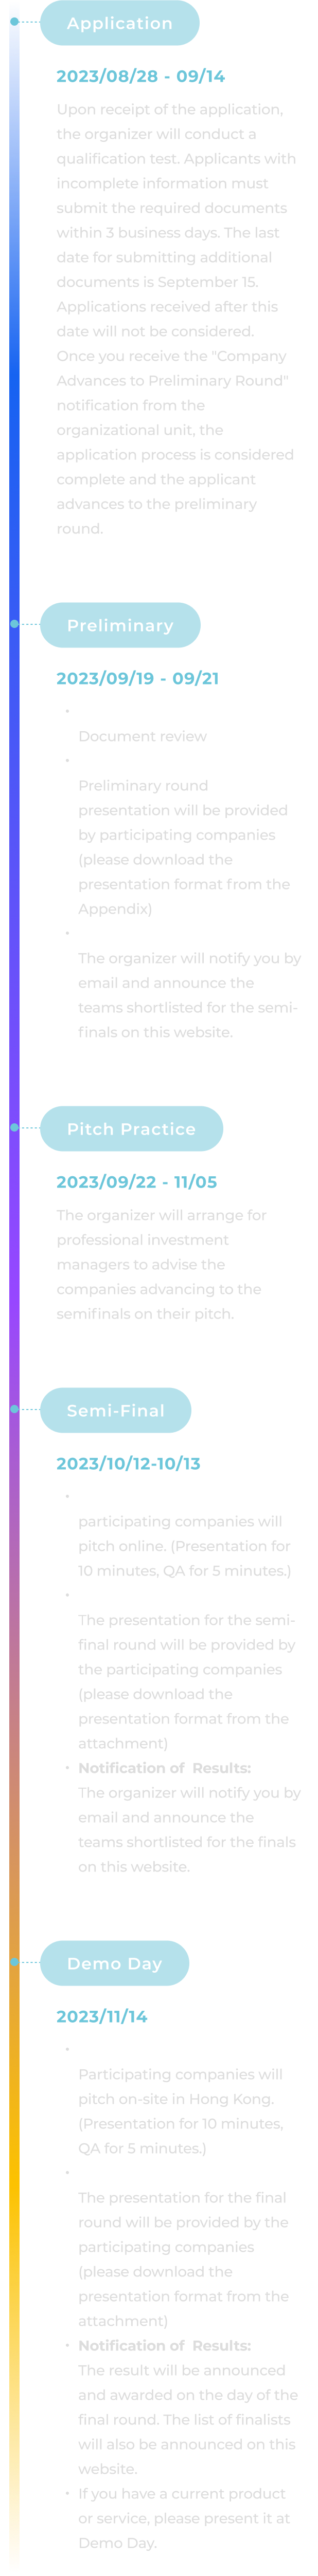 Application
2023/08/28 - 09/14
Upon receipt of the application,
the organizer will conduct a
qualification test. Applicants with
incomplete information must
submit the required documents
within 3 business days. The last
date for submitting additional
documents is September 15.
Applications received after this
date will not be considered.
Once you receive the "Company
Advances to Preliminary Round"
notification from the
organizational unit, the
application process is considered
complete and the applicant
advances to the preliminary
round.
Preliminary
2023/09/19 - 09/21
•
Document review
•
Preliminary round
presentation will be provided
by participating companies
(please download the
presentation format from the
Appendix)
•
The organizer will notify you by
email and announce the
teams shortlisted for the semi-
finals on this website.
Pitch Practice
2023/09/22 - 11/05
The organizer will arrange for
professional investment
managers to advise the
companies advancing to the
semifinals on their pitch.
Semi-Final
2023/10/12-10/13
•
participating companies will
pitch online. (Presentation for
10 minutes, QA for 5 minutes.)
•
The presentation for the semi-
final round will be provided by
the participating companies
(please download the
presentation format from the
attachment)
• Notification of Results:
The organizer will notify you by
email and announce the
teams shortlisted for the finals
on this website.
Demo Day
2023/11/14
•
Participating companies will
pitch on-site in Hong Kong.
(Presentation for 10 minutes,
QA for 5 minutes.)
•
The presentation for the final
round will be provided by the
participating companies
(please download the
presentation format from the
attachment)
• Notification of Results:
The result will be announced
and awarded on the day of the
final round. The list of finalists
will also be announced on this
website.
• If you have a current product
or service, please present it at
Demo Day.